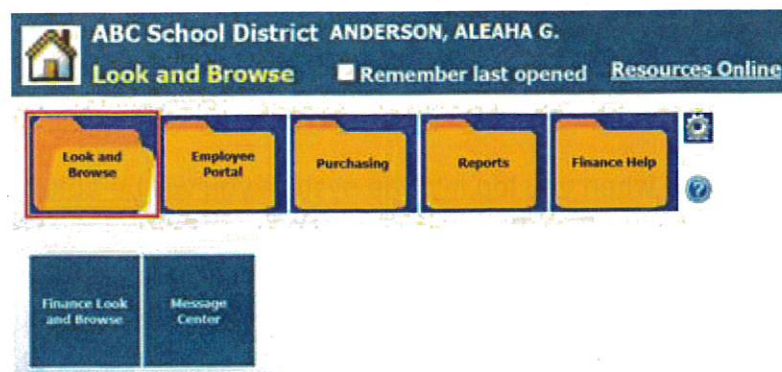 ABC School District ANDERSON, ALEAHA G.
Look and Browse Remember last opened Resources Online
Look and Browse
Employee Portal
Purchasing
Reports
Finance Help
?
Finance Look and Browse
Message Center